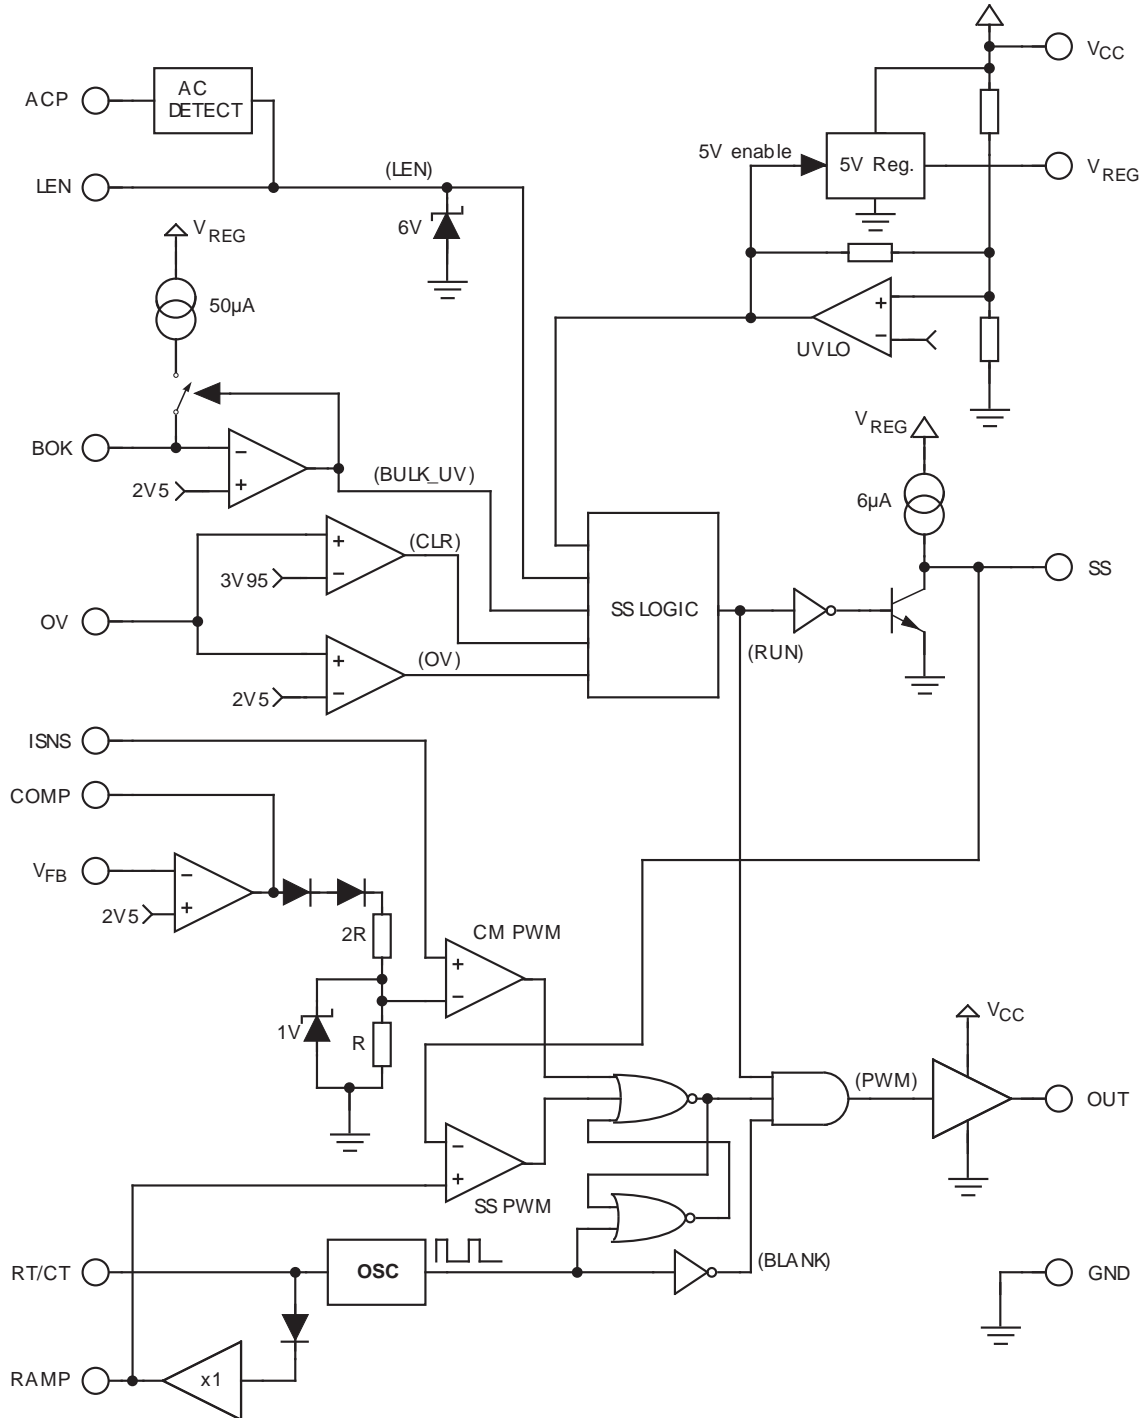 VCC
ACP
AC
DETECT
5V enable
5V Reg.
VREG
LEN
(LEN)
6V
VREG
50µA
+
−
UVLO
BOK
−
+
2V5
(BULK_UV)
VREG
6µA
+
−
3V95
(CLR)
SS LOGIC
SS
OV
(RUN)
+
−
2V5
(OV)
ISNS
COMP
VFB
−
+
2V5
2R
CM PWM
+
−
1V
R
VCC
(PWM)
OUT
−
+
SS PWM
RT/CT
OSC
(BLANK)
GND
RAMP
x1